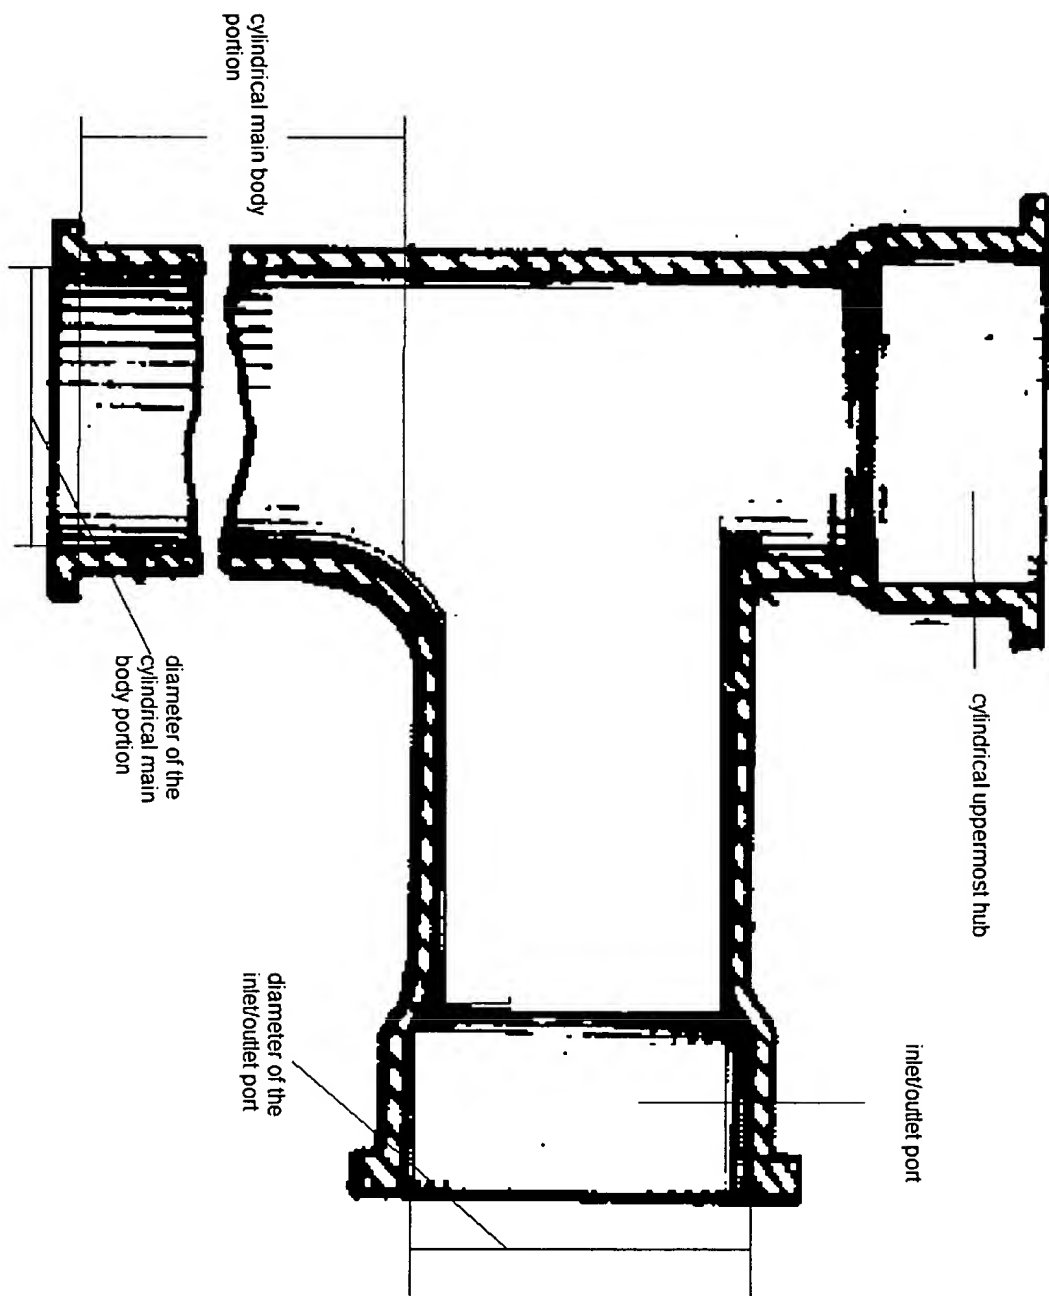 cylindrical main body
portion
diameter of the
cylindrical main
body portion
cylindrical uppermost hub
diameter of the
inlet/outlet port
inlet/outlet port